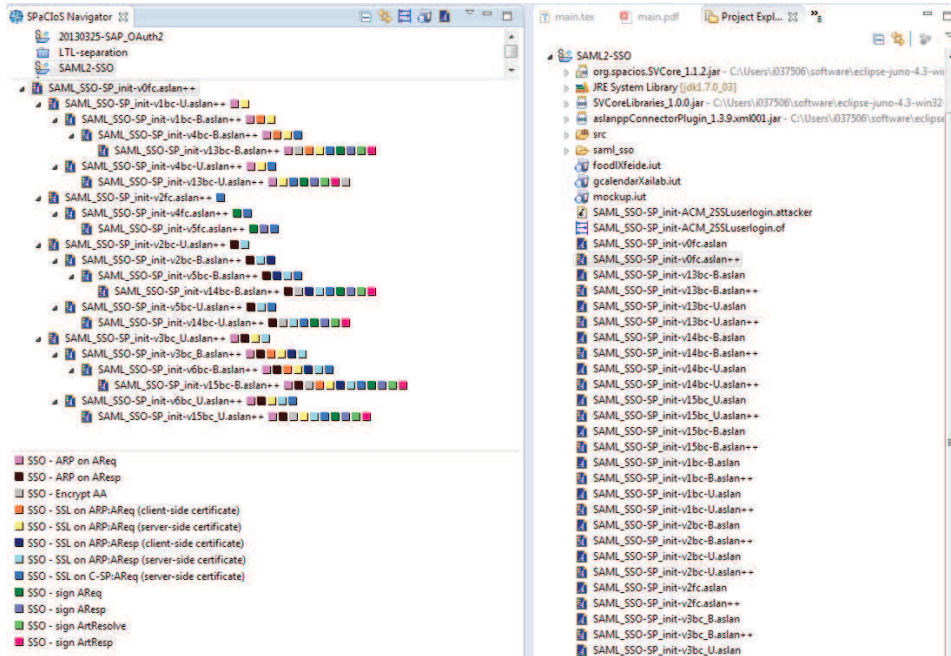 SPaCIoS Navigator
20130325-SAP_OAuth2
LTL-separation
SAML2-SSO
SAML_SSO-SP_init-v0fc.aslan++
SAML_SSO-SP_init-v1bc-U.aslan++
SAML_SSO-SP_init-v1bc-B.aslan++
SAML_SSO-SP_init-v4bc-B.aslan++
SAML_SSO-SP_init-v13bc-B.aslan++
SAML_SSO-SP_init-v4bc-U.aslan++
SAML_SSO-SP_init-v13bc-U.aslan++
SAML_SSO-SP_init-v2fc.aslan++
SAML_SSO-SP_init-v4fc.aslan++
SAML_SSO-SP_init-v5fc.aslan++
SAML_SSO-SP_init-v2bc-U.aslan++
SAML_SSO-SP_init-v2bc-B.aslan++
SAML_SSO-SP_init-v5bc-B.aslan++
SAML_SSO-SP_init-v14bc-B.aslan++
SAML_SSO-SP_init-v5bc-U.aslan++
SAML_SSO-SP_init-v14bc-U.aslan++
SAML_SSO-SP_init-v3bc_U.aslan++
SAML_SSO-SP_init-v3bc_B.aslan++
SAML_SSO-SP_init-v6bc-B.aslan++
SAML_SSO-SP_init-v15bc-B.aslan++
SAML_SSO-SP_init-v6bc_U.aslan++
SAML_SSO-SP_init-v15bc_U.aslan++
SSO - ARP on AReq
SSO - ARP on AResp
SSO - Encrypt AA
SSO - SSL on ARP:AReq (client-side certificate)
SSO - SSL on ARP:AReq (server-side certificate)
SSO - SSL on ARP:AResp (client-side certificate)
SSO - SSL on ARP:AResp (server-side certificate)
SSO - SSL on C-SP:AReq (server-side certificate)
SSO - sign AReq
SSO - sign AResp
SSO - sign ArtResolve
SSO - sign ArtResp
main.tex
main.pdf
Project Expl...
»8
SAML2-SSO
org.spacios.SVCore_1.1.2.jar - C:\Users\i037506\software\eclipse-juno-4.3-wi
JRE System Library [jdk1.7.0_03]
SVCoreLibraries_1.0.0.jar - C:\Users\i037506\software\eclipse-juno-4.3-win32
aslanppConnectorPlugin_1.3.9.xml001.jar - C:\Users\i037506\software\eclipse
src
saml_sso
foodlXfeide.iut
gcalendarXailab.iut
mockup.iut
SAML_SSO-SP_init-ACM_2SSLuserlogin.attacker
SAML_SSO-SP_init-ACM_2SSLuserlogin.of
SAML_SSO-SP_init-v0fc.aslan
SAML_SSO-SP_init-v0fc.aslan++
SAML_SSO-SP_init-v13bc-B.aslan
SAML_SSO-SP_init-v13bc-B.aslan++
SAML_SSO-SP_init-v13bc-U.aslan
SAML_SSO-SP_init-v13bc-U.aslan++
SAML_SSO-SP_init-v14bc-B.aslan
SAML_SSO-SP_init-v14bc-B.aslan++
SAML_SSO-SP_init-v14bc-U.aslan
SAML_SSO-SP_init-v14bc-U.aslan++
SAML_SSO-SP_init-v15bc_U.aslan
SAML_SSO-SP_init-v15bc_U.aslan++
SAML_SSO-SP_init-v15bc-B.aslan
SAML_SSO-SP_init-v15bc-B.aslan++
SAML_SSO-SP_init-v1bc-B.aslan
SAML_SSO-SP_init-v1bc-B.aslan++
SAML_SSO-SP_init-v1bc-U.aslan
SAML_SSO-SP_init-v1bc-U.aslan++
SAML_SSO-SP_init-v2bc-B.aslan
SAML_SSO-SP_init-v2bc-B.aslan++
SAML_SSO-SP_init-v2bc-U.aslan
SAML_SSO-SP_init-v2bc-U.aslan++
SAML_SSO-SP_init-v2fc.aslan
SAML_SSO-SP_init-v2fc.aslan++
SAML_SSO-SP_init-v3bc_B.aslan
SAML_SSO-SP_init-v3bc_B.aslan++
SAML_SSO-SP_init-v3bc_U.aslan